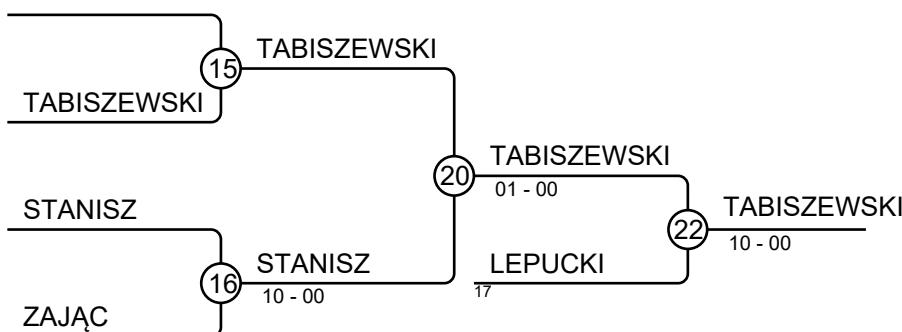 TABISZEWSKI
15
TABISZEWSKI
TABISZEWSKI
20
01 - 00
TABISZEWSKI
22
10 - 00
STANISZ
STANISZ
16
10 - 00
LEPUCKI
17
ZAJĄC